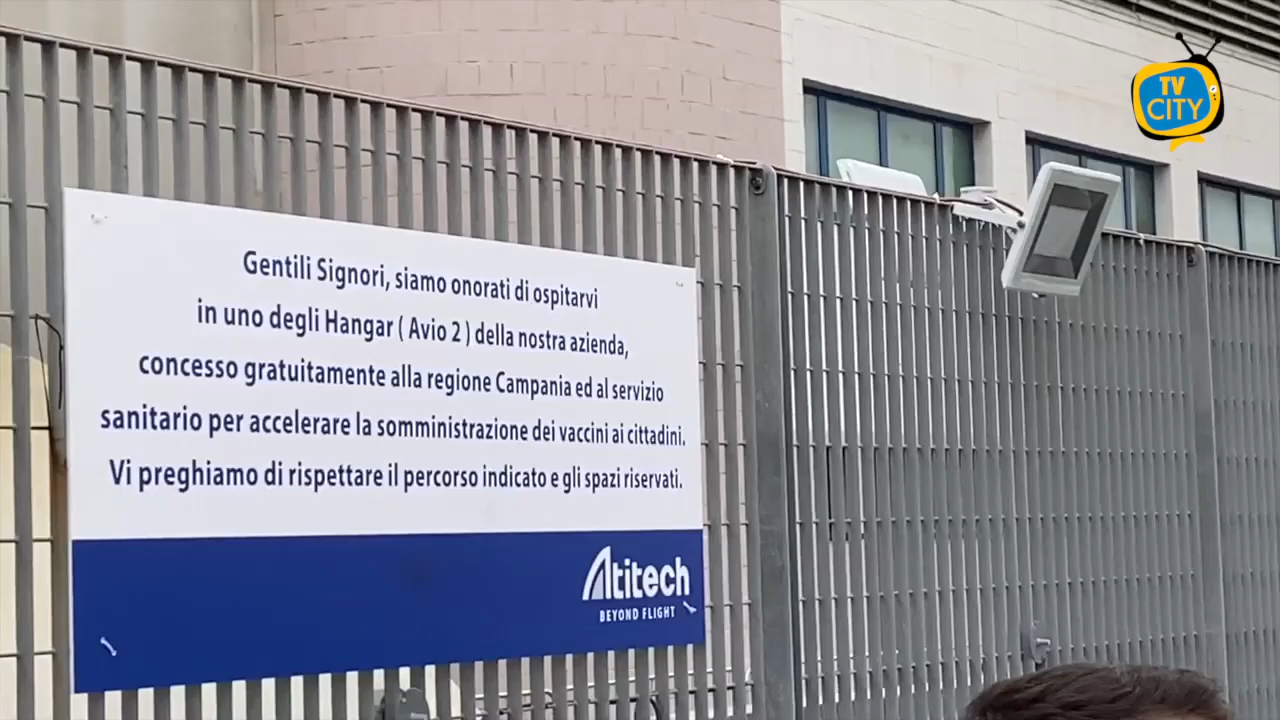 TV
CITY
Gentili Signori, siamo onorati di ospitarvi
in uno degli Hangar ( Avio 2 ) della nostra azienda,
concesso gratuitamente alla regione Campania ed al servizio
sanitario per accelerare la somministrazione dei vaccini ai cittadini.
Vi preghiamo di rispettare il percorso indicato e gli spazi riservati.
Atitech
BEYOND FLIGHT